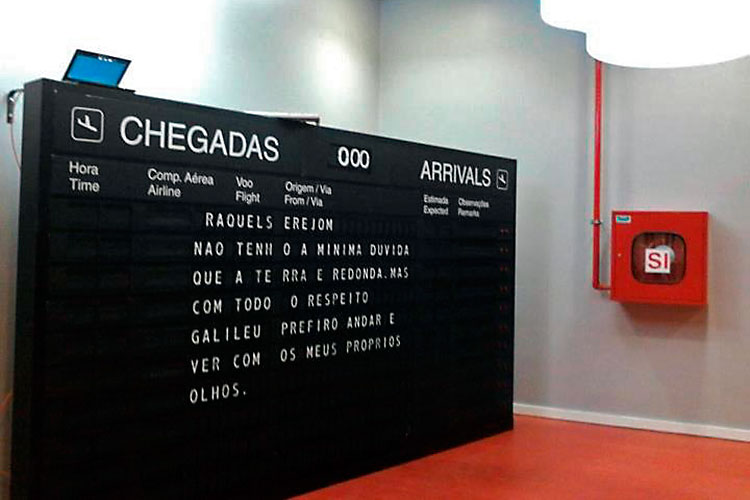 CHEGADAS
000
ARRIVALS
Hora
Time
Comp. Aérea
Airline
Voo
Flight
Origem / Via
From / Via
Estimada
Expected
Observações
Remarks
RAQUELS EREJOM
NAO TENH O A MINIMA DUVIDA
QUE A TE RRA E REDONDA.MAS
COM TODO O RESPEITO
GALILEU PREFIRO ANDAR E
VER COM OS MEUS PROPRIOS
OLHOS.
SI